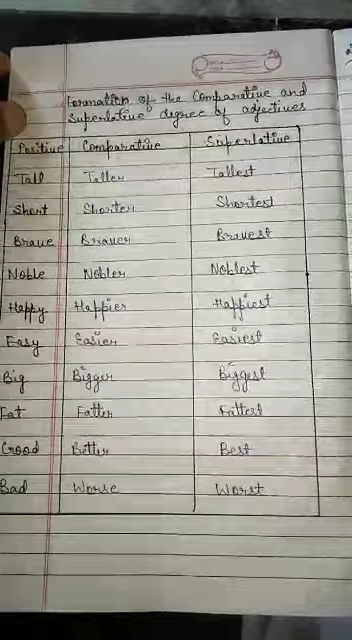 Formation of the Comparative and
Superlative degree of adjectives
Positive Comparative Superlative
Tall Taller Tallest
Short Shorter Shortest
Brave Braver Bravest
Noble Nobler Noblest
Happy Happier Happiest
Easy Easier Easiest
Big Bigger Biggest
Fat Fatter Fattest
Good Better Best
Bad Worse Worst